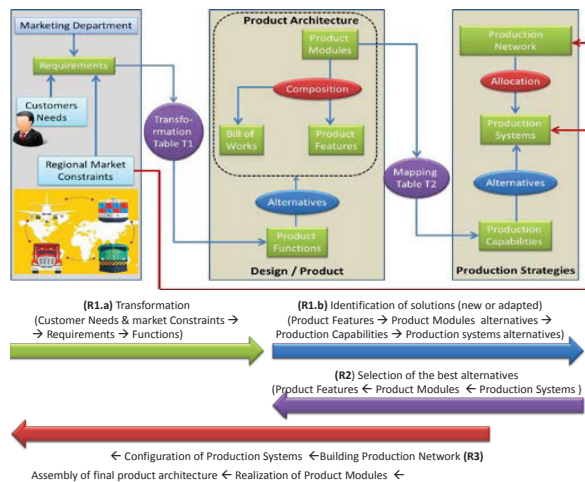 Marketing Department
Requirements
Customers
Needs
Regional Market
Constraints
Transfo-
rmation
Table T1
Product Architecture
Product
Modules
Composition
Bill of
Works
Product
Features
Alternatives
Product
Functions
Design / Product
Mapping
Table T2
Production
Network
Allocation
Production
Systems
Alternatives
Production
Capabilities
Production Strategies
(R1.a) Transformation
(Customer Needs & market Constraints →
→ Requirements → Functions)
(R1.b) Identification of solutions (new or adapted)
(Product Features → Product Modules alternatives →
Production Capabilities → Production systems alternatives)
(R2) Selection of the best alternatives
(Product Features ← Product Modules ← Production Systems )
← Configuration of Production Systems ←Building Production Network (R3)
Assembly of final product architecture ← Realization of Product Modules ←